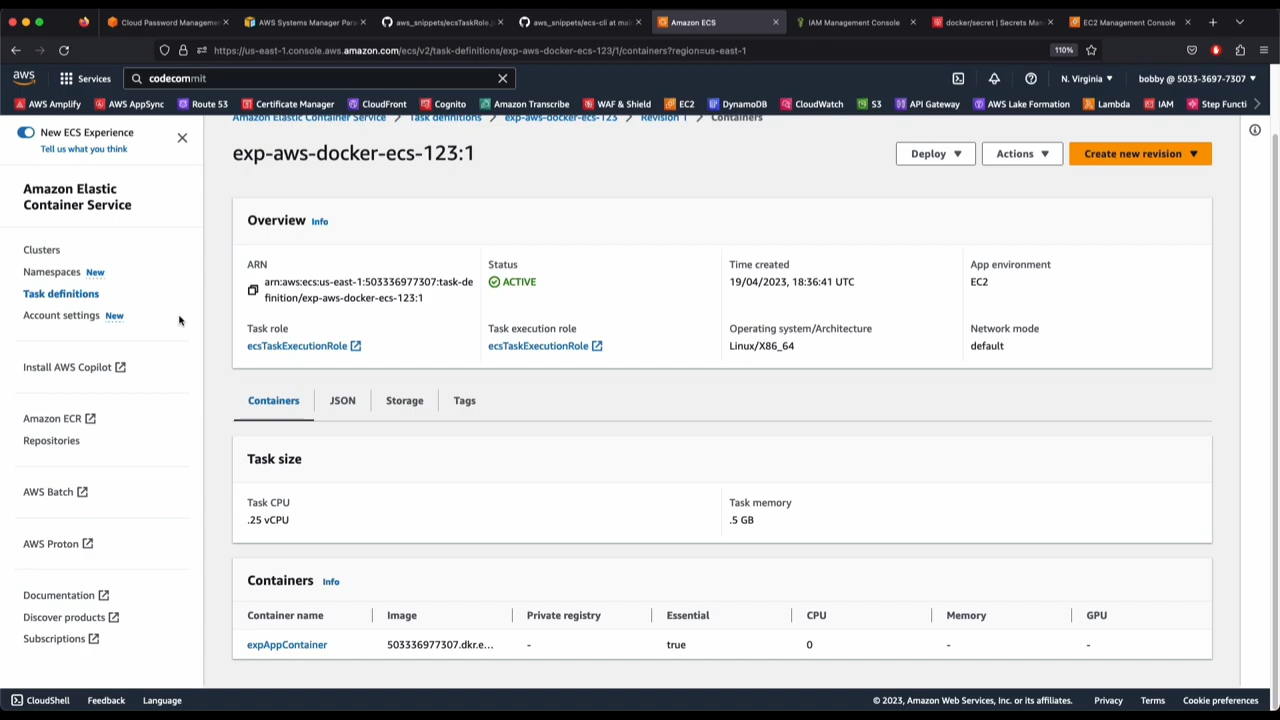 Cloud Password Manageme
AWS Systems Manager Para
aws_snippets/ecsTaskRole.j
aws_snippets/ecs-cli at mai
Amazon ECS
IAM Management Console
docker/secret | Secrets Man
EC2 Management Console
https://us-east-1.console.aws.amazon.com/ecs/v2/task-definitions/exp-aws-docker-ecs-123/1/containers?region=us-east-1
110%
aws
Services
codecommit
N. Virginia
bobby @ 5033-3697-7307
AWS Amplify
AWS AppSync
Route 53
Certificate Manager
CloudFront
Cognito
Amazon Transcribe
WAF & Shield
EC2
DynamoDB
CloudWatch
S3
API Gateway
AWS Lake Formation
Lambda
IAM
Step Functi
New ECS Experience
Tell us what you think
Amazon Elastic
Container Service
Clusters
Namespaces New
Task definitions
Account settings New
Install AWS Copilot
Amazon ECR
Repositories
AWS Batch
AWS Proton
Documentation
Discover products
Subscriptions
Amazon Elastic Container Service > Task definitions > exp-aws-docker-ecs-123 > Revision 1 > Containers
exp-aws-docker-ecs-123:1
Deploy
Actions
Create new revision
Overview Info
ARN
arn:aws:ecs:us-east-1:503336977307:task-de
finition/exp-aws-docker-ecs-123:1
Status
ACTIVE
Time created
19/04/2023, 18:36:41 UTC
App environment
EC2
Task role
ecsTaskExecutionRole
Task execution role
ecsTaskExecutionRole
Operating system/Architecture
Linux/X86_64
Network mode
default
Containers
JSON
Storage
Tags
Task size
Task CPU
.25 vCPU
Task memory
.5 GB
Containers Info
Container name
Image
Private registry
Essential
CPU
Memory
GPU
expAppContainer
503336977307.dkr.e...
-
true
0
-
-
CloudShell
Feedback
Language
© 2023, Amazon Web Services, Inc. or its affiliates.
Privacy
Terms
Cookie preferences